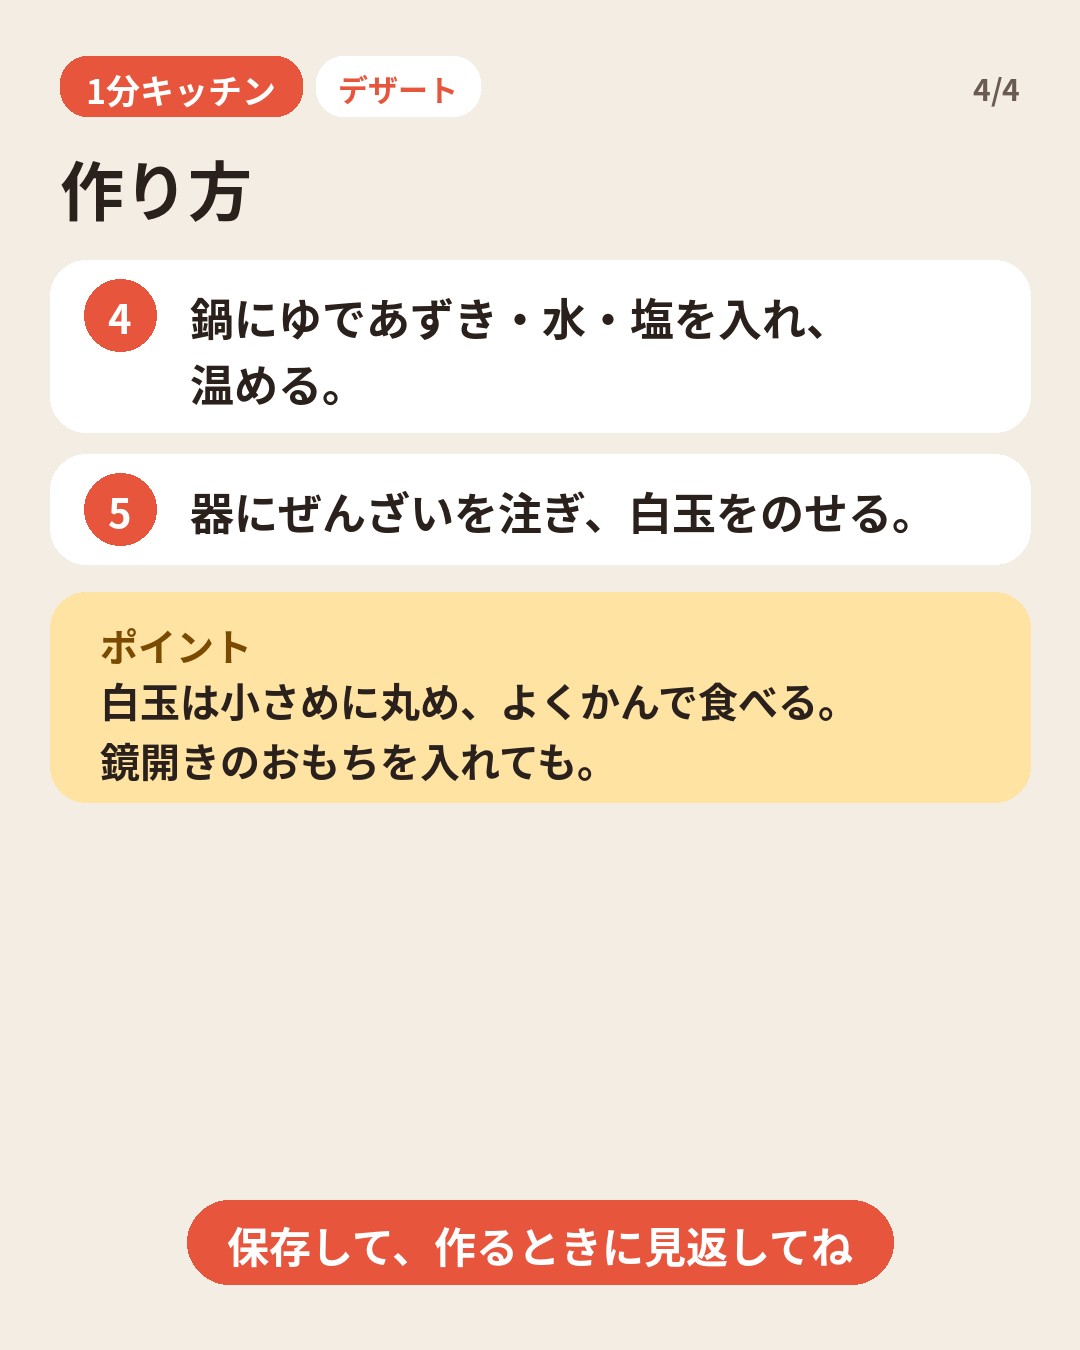 1分キッチン
デザート
4/4
作り方
4
鍋にゆであずき・水・塩を入れ、
温める。
5
器にぜんざいを注ぎ、白玉をのせる。
ポイント
白玉は小さめに丸め、よくかんで食べる。
鏡開きのおもちを入れても。
保存して、作るときに見返してね